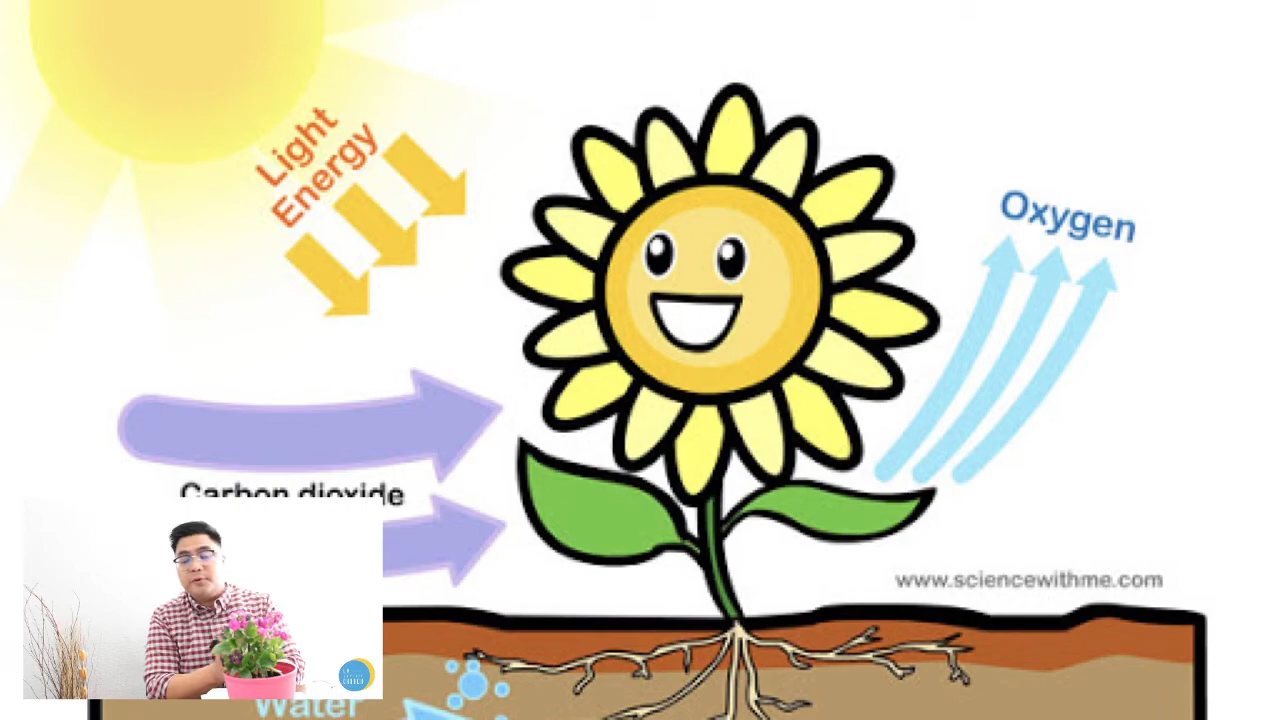 Light
Energy
Oxygen
Carbon dioxide
www.sciencewithme.com
Water